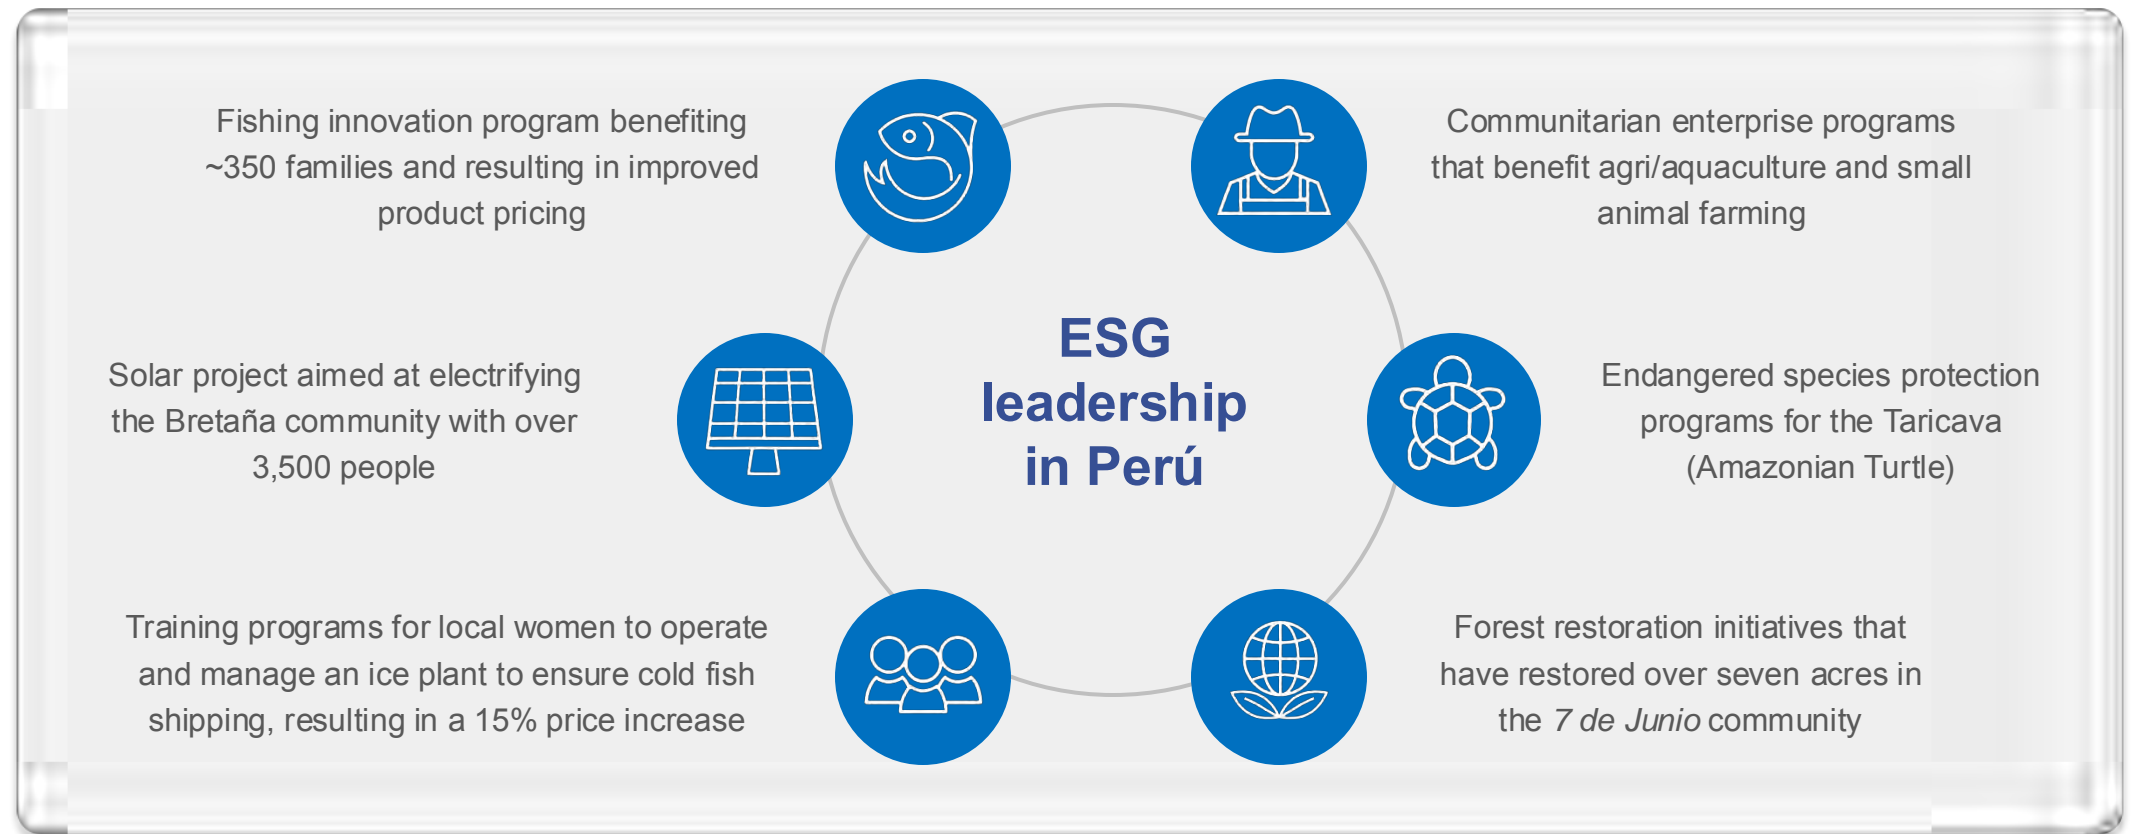 Fishing innovation program benefiting
~350 families and resulting in improved
product pricing
Communitarian enterprise programs
that benefit agri/aquaculture and small
animal farming
Solar project aimed at electrifying
the Bretaña community with over
3,500 people
ESG
leadership
in Perú
Endangered species protection
programs for the Taricava
(Amazonian Turtle)
Training programs for local women to operate
and manage an ice plant to ensure cold fish
shipping, resulting in a 15% price increase
Forest restoration initiatives that
have restored over seven acres in
the 7 de Junio community